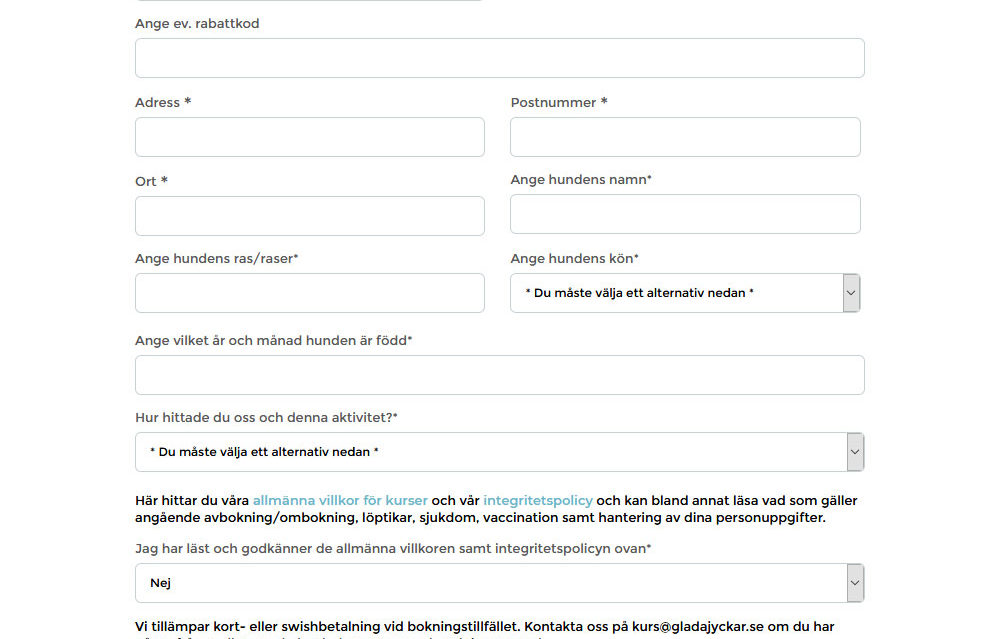 Ange ev. rabattkod
Adress *
Postnummer *
Ort *
Ange hundens namn*
Ange hundens ras/raser*
Ange hundens kön*
* Du måste välja ett alternativ nedan *
Ange vilket år och månad hunden är född*
Hur hittade du oss och denna aktivitet?*
* Du måste välja ett alternativ nedan *
Här hittar du våra allmänna villkor för kurser och vår integritetspolicy och kan bland annat läsa vad som gäller
angående avbokning/ombokning, löptikar, sjukdom, vaccination samt hantering av dina personuppgifter.
Jag har läst och godkänner de allmänna villkoren samt integritetspolicyn ovan*
Nej
Vi tillämpar kort- eller swishbetalning vid bokningstillfället. Kontakta oss på kurs@gladajyckar.se om du har